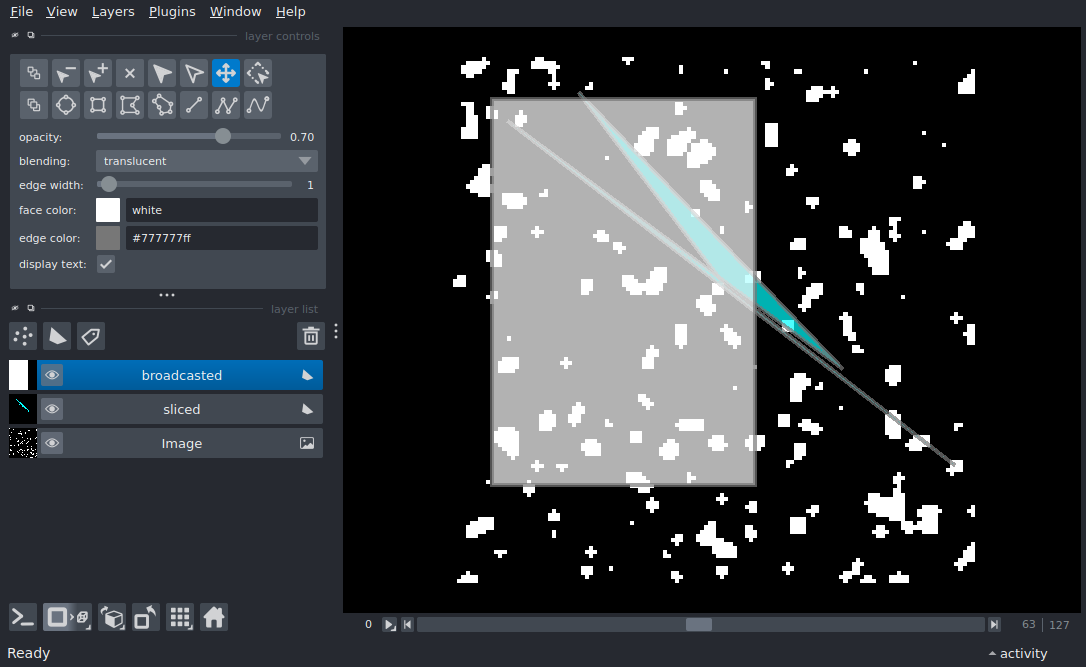 File View Layers Plugins Window Help
layer controls
opacity: 0.70
blending: translucent
edge width: 1
face color: white
edge color: #777777ff
display text:
layer list
broadcasted
sliced
Image
0 63 127
Ready activity